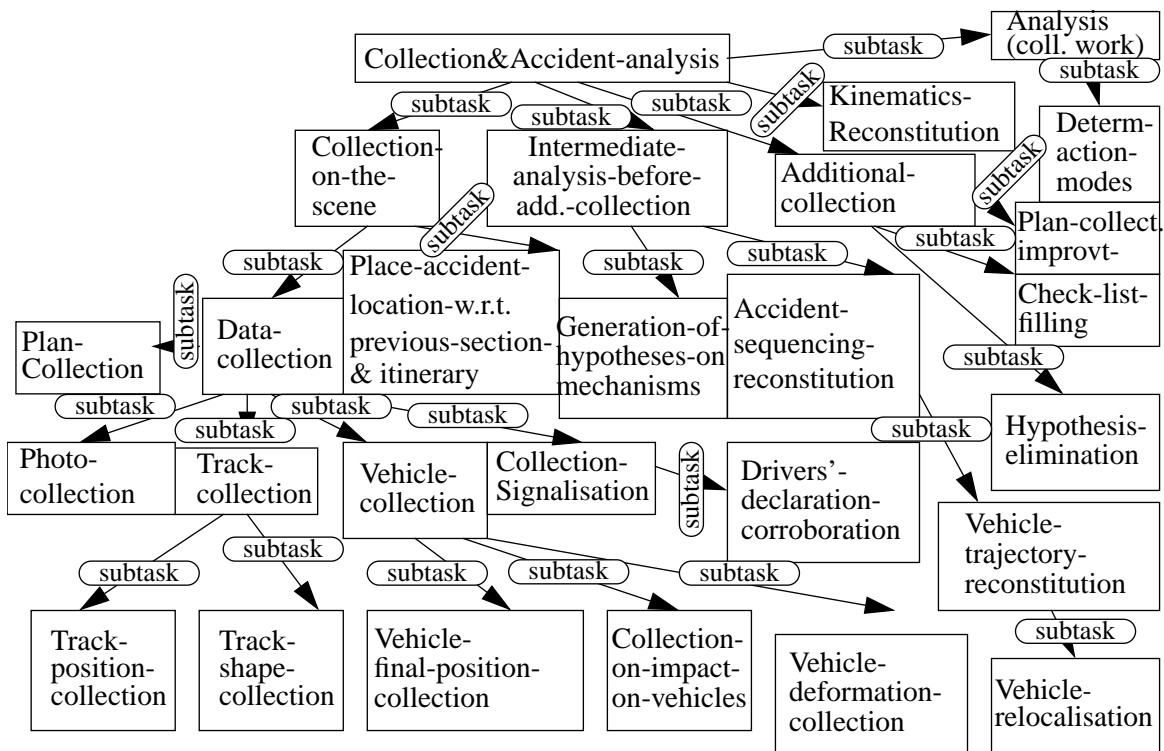 Analysis
(coll. work)
subtask
Collection&Accident-analysis
subtask
subtask
Kinematics-
Reconstitution
subtask
subtask
subtask
Collection-
on-the-
scene
Intermediate-
analysis-before-
add.-collection
Additional-
collection
Determ-
action-
modes
subtask
subtask
Plan-collect.
improvt-
subtask
subtask
subtask
subtask
Place-accident-
location-w.r.t.
previous-section-
& itinerary
Check-list-
filling
subtask
Plan-
Collection
Data-
collection
Generation-of-
hypotheses-on
mechanisms
Accident-
sequencing-
reconstitution
subtask
subtask
subtask
subtask
subtask
subtask
Hypothesis-
elimination
Photo-
collection
Track-
collection
Vehicle-
collection
Collection-
Signalisation
subtask
Drivers’-
declaration-
corroboration
Vehicle-
trajectory-
reconstitution
subtask
subtask
subtask
subtask
subtask
subtask
Track-
position-
collection
Track-
shape-
collection
Vehicle-
final-position-
collection
Collection-
on-impact-
on-vehicles
Vehicle-
deformation-
collection
Vehicle-
relocalisation